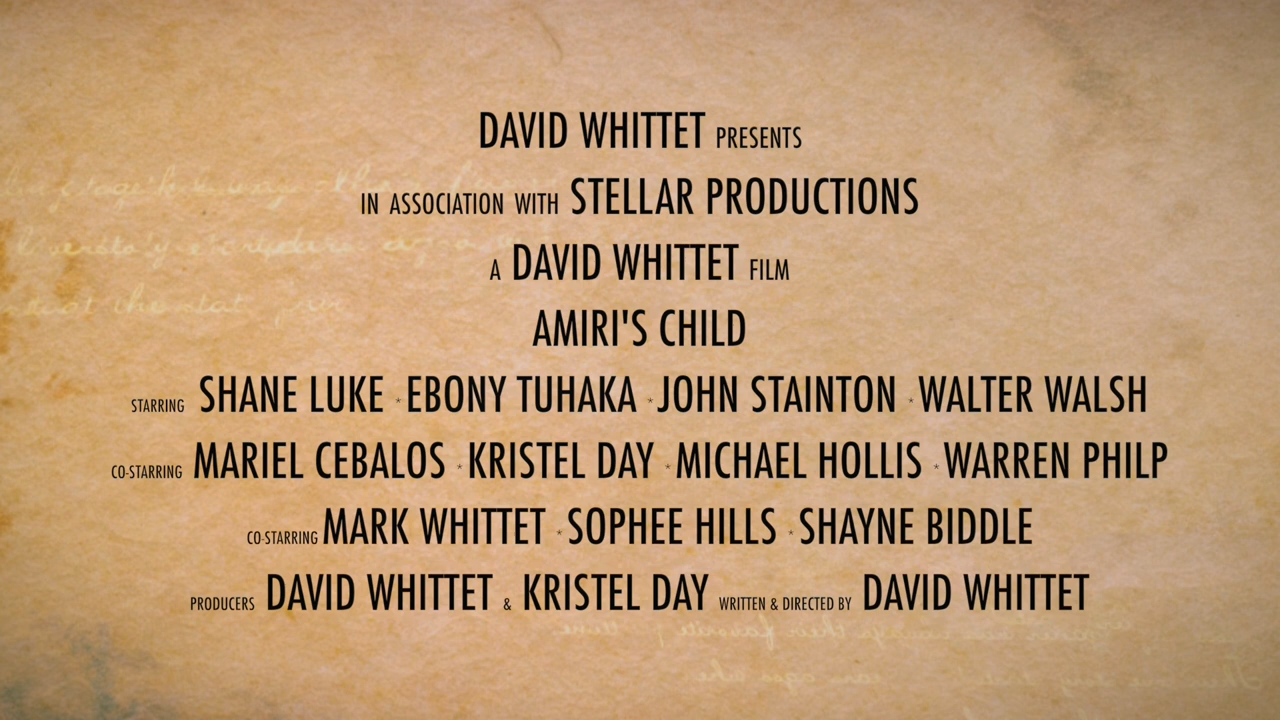 DAVID WHITTET PRESENTS
IN ASSOCIATION WITH STELLAR PRODUCTIONS
A DAVID WHITTET FILM
AMIRI'S CHILD
STARRING SHANE LUKE * EBONY TUHAKA * JOHN STAINTON * WALTER WALSH
CO-STARRING MARIEL CEBALOS * KRISTEL DAY * MICHAEL HOLLIS * WARREN PHILP
CO-STARRING MARK WHITTET * SOPHEE HILLS * SHAYNE BIDDLE
PRODUCERS DAVID WHITTET & KRISTEL DAY WRITTEN & DIRECTED BY DAVID WHITTET